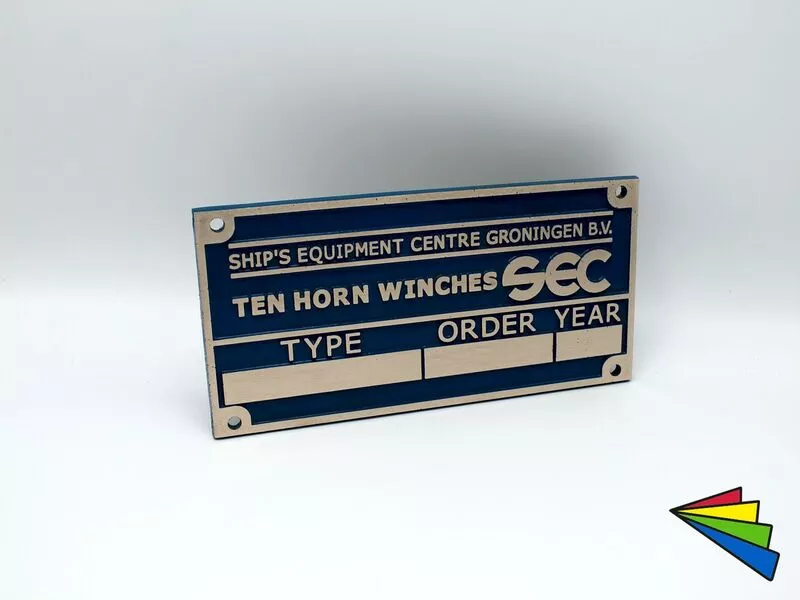 SHIP'S EQUIPMENT CENTRE GRONINGEN B.V.
TEN HORN WINCHES SEC
TYPE ORDER YEAR